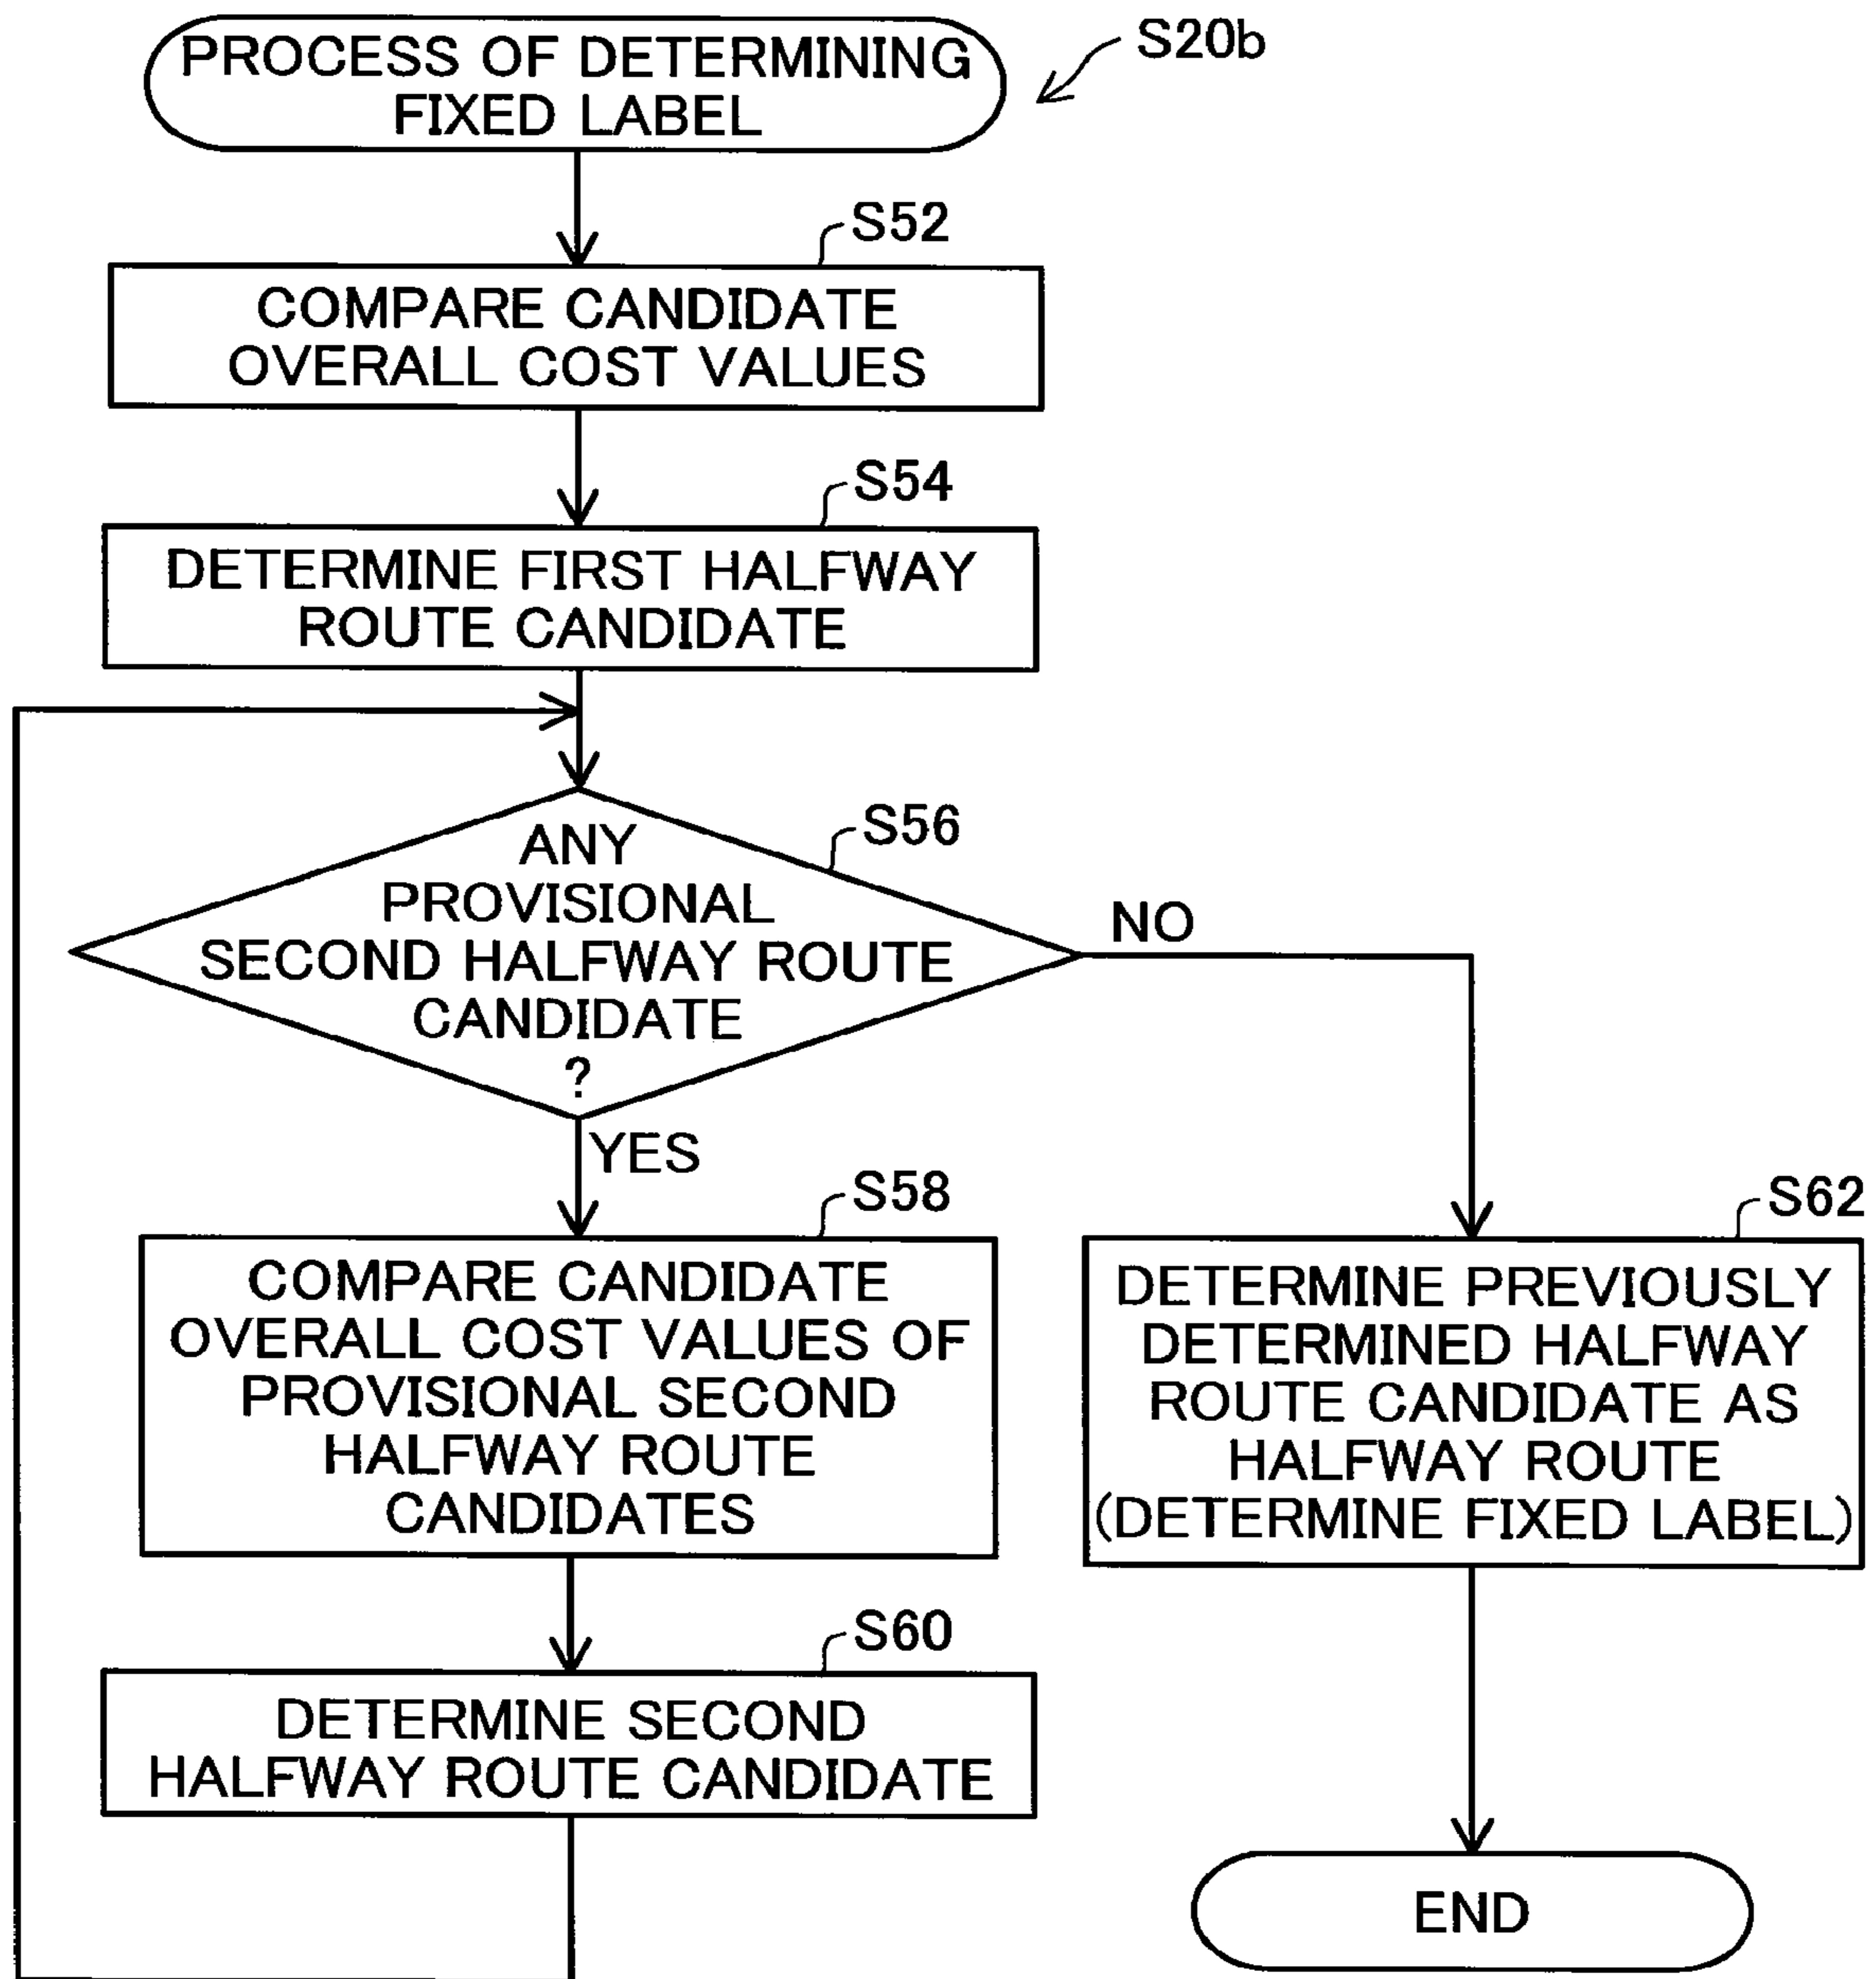 PROCESS OF DETERMINING
FIXED LABEL
S20b
S52
COMPARE CANDIDATE
OVERALL COST VALUES
S54
DETERMINE FIRST HALFWAY
ROUTE CANDIDATE
S56
ANY
PROVISIONAL
SECOND HALFWAY ROUTE
CANDIDATE
?
NO
YES
S58
COMPARE CANDIDATE
OVERALL COST VALUES OF
PROVISIONAL SECOND
HALFWAY ROUTE
CANDIDATES
S62
DETERMINE PREVIOUSLY
DETERMINED HALFWAY
ROUTE CANDIDATE AS
HALFWAY ROUTE
(DETERMINE FIXED LABEL)
S60
DETERMINE SECOND
HALFWAY ROUTE CANDIDATE
END